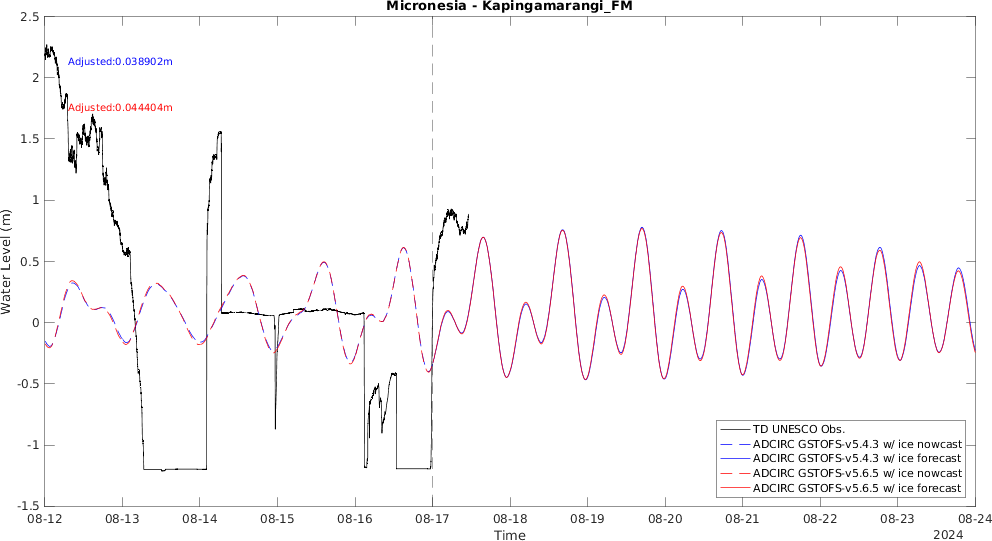 Micronesia - Kapingamarangi_FM
2.5
2
1.5
1
0.5
0
-0.5
-1
-1.5
Water Level (m)
Adjusted:0.038902m
Adjusted:0.044404m
TD UNESCO Obs.
ADCIRC GSTOFS-v5.4.3 w/ ice nowcast
ADCIRC GSTOFS-v5.4.3 w/ ice forecast
ADCIRC GSTOFS-v5.6.5 w/ ice nowcast
ADCIRC GSTOFS-v5.6.5 w/ ice forecast
08-12 08-13 08-14 08-15 08-16 08-17 08-18 08-19 08-20 08-21 08-22 08-23 08-24
Time
2024